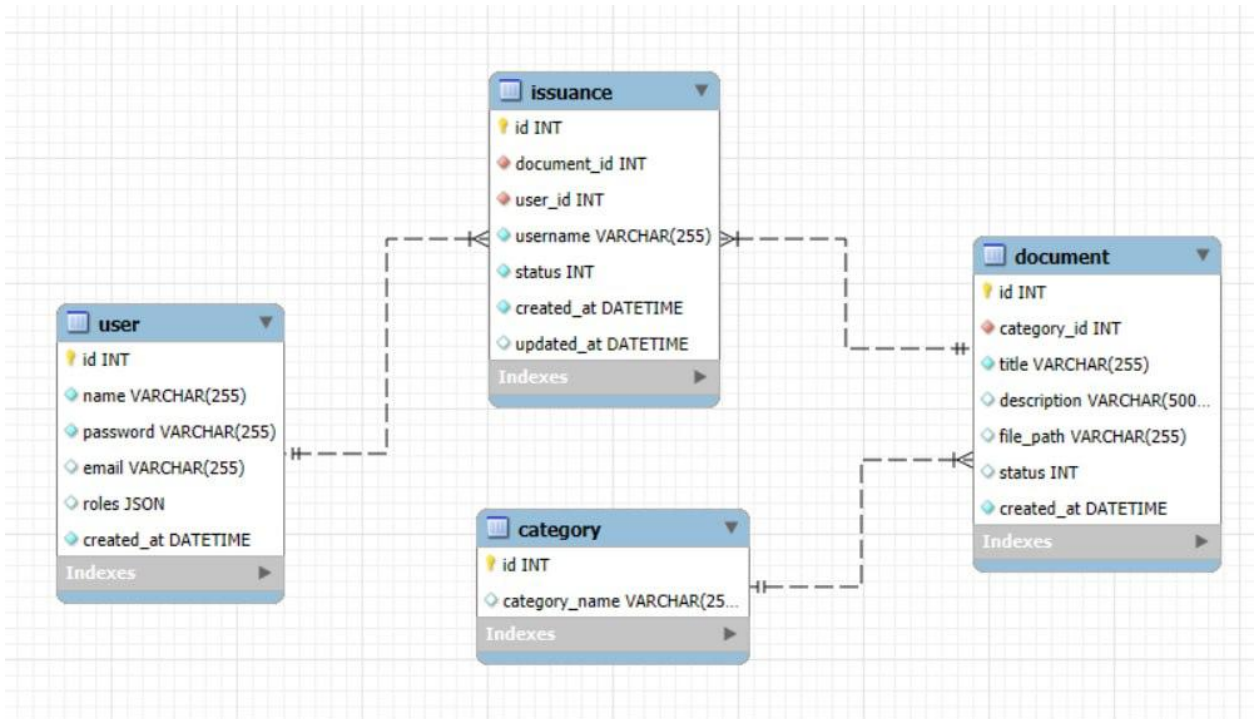 issuance
id INT
document_id INT
user_id INT
username VARCHAR(255)
status INT
created_at DATETIME
updated_at DATETIME
Indexes
document
id INT
category_id INT
title VARCHAR(255)
description VARCHAR(500...
file_path VARCHAR(255)
status INT
created_at DATETIME
Indexes
user
id INT
name VARCHAR(255)
password VARCHAR(255)
email VARCHAR(255)
roles JSON
created_at DATETIME
Indexes
category
id INT
category_name VARCHAR(25...
Indexes